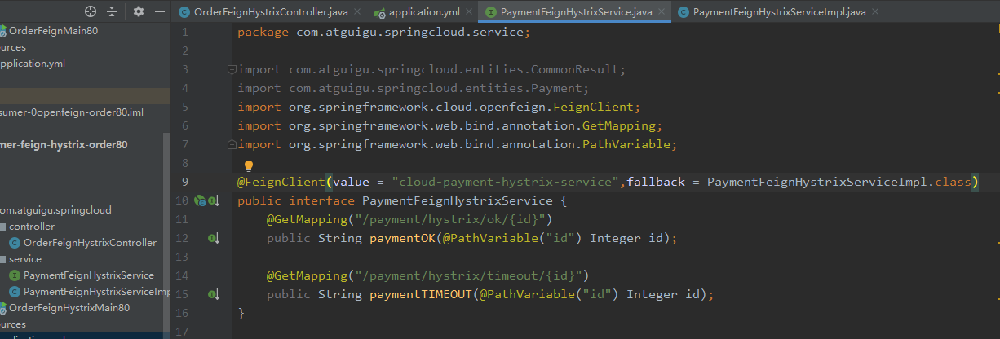 OrderFeignHystrixController.java
application.yml
PaymentFeignHystrixService.java
PaymentFeignHystrixServiceImpl.java
OrderFeignMain80
ources
application.yml
sumer-0openfeign-order80.iml
mer-feign-hystrix-order80
om.atguigu.springcloud
controller
OrderFeignHystrixController
service
PaymentFeignHystrixService
PaymentFeignHystrixServiceImp
OrderFeignHystrixMain80
ources
1 package com.atguigu.springcloud.service;
2
3 import com.atguigu.springcloud.entities.CommonResult;
4 import com.atguigu.springcloud.entities.Payment;
5 import org.springframework.cloud.openfeign.FeignClient;
6 import org.springframework.web.bind.annotation.GetMapping;
7 import org.springframework.web.bind.annotation.PathVariable;
8
9 @FeignClient(value = "cloud-payment-hystrix-service",fallback = PaymentFeignHystrixServiceImpl.class)
10 public interface PaymentFeignHystrixService {
11 @GetMapping("/payment/hystrix/ok/{id}")
12 public String paymentOK(@PathVariable("id") Integer id);
13
14 @GetMapping("/payment/hystrix/timeout/{id}")
15 public String paymentTIMEOUT(@PathVariable("id") Integer id);
16 }
17